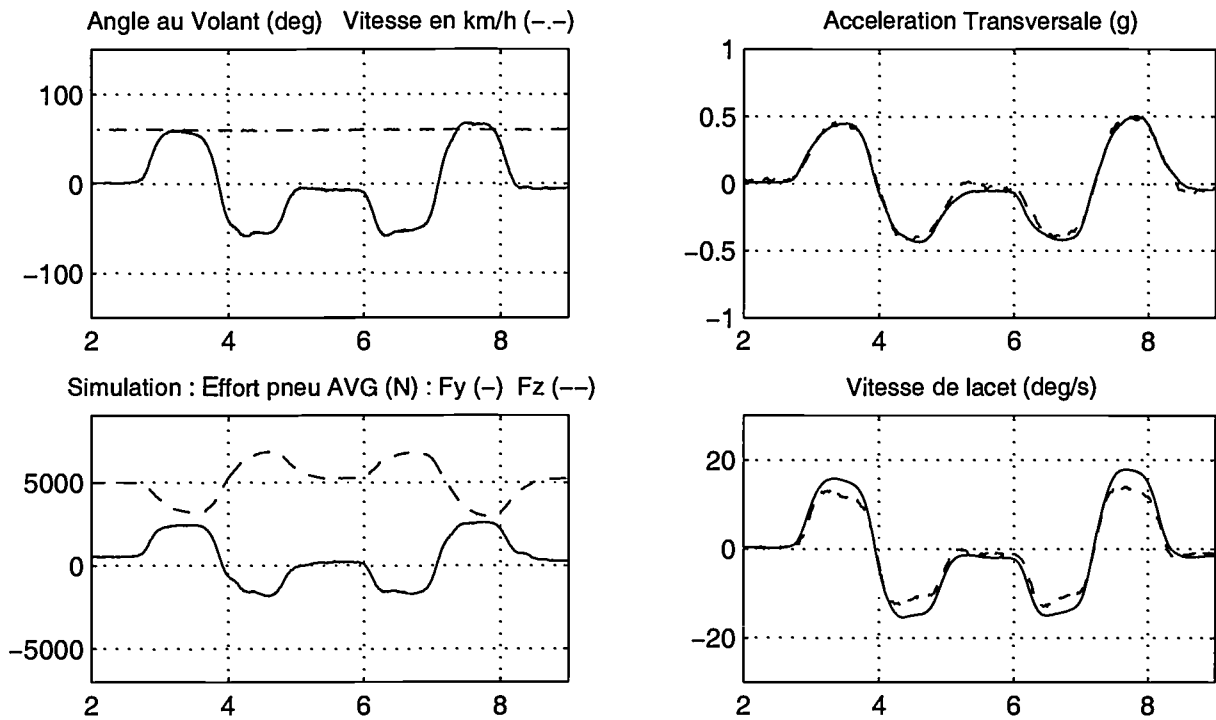 Angle au Volant (deg) Vitesse en km/h (-.-)
100
0
-100
2 4 6 8
Acceleration Transversale (g)
1
0.5
0
-0.5
-1
2 4 6 8
Simulation : Effort pneu AVG (N) : Fy (-) Fz (--)
5000
0
-5000
2 4 6 8
Vitesse de lacet (deg/s)
20
0
-20
2 4 6 8